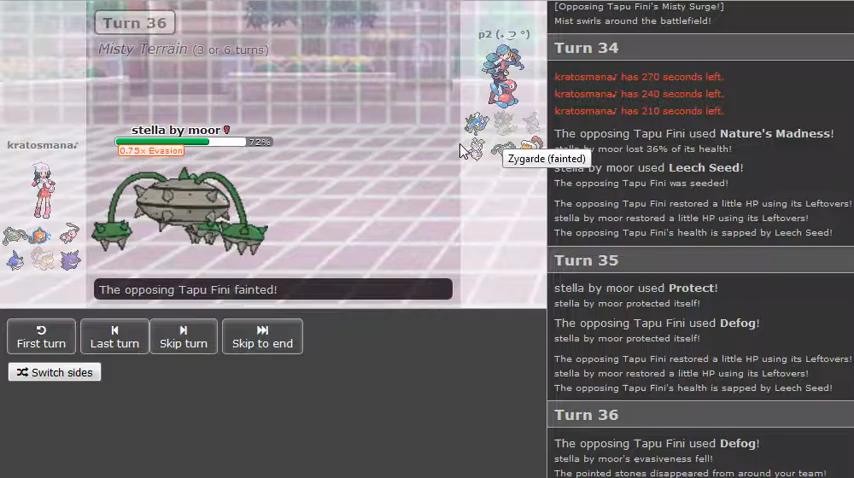 Turn 36
Misty Terrain (3 or 6 turns)
kratosmana♪
stella by moor
72%
0.75x Evasion
The opposing Tapu Fini fainted!
p2 (
Zygarde (fainted)
First turn
Last turn
Skip turn
Skip to end
Switch sides
[Opposing Tapu Fini's Misty Surge!]
Mist swirls around the battlefield!
Turn 34
kratosmana♪ has 270 seconds left.
kratosmana♪ has 240 seconds left.
kratosmana♪ has 210 seconds left.
The opposing Tapu Fini used Nature's Madness!
stella by moor lost 36% of its health!
stella by moor used Leech Seed!
The opposing Tapu Fini was seeded!
The opposing Tapu Fini restored a little HP using its Leftovers!
stella by moor restored a little HP using its Leftovers!
The opposing Tapu Fini's health is sapped by Leech Seed!
Turn 35
stella by moor used Protect!
stella by moor protected itself!
The opposing Tapu Fini used Defog!
stella by moor protected itself!
The opposing Tapu Fini restored a little HP using its Leftovers!
stella by moor restored a little HP using its Leftovers!
The opposing Tapu Fini's health is sapped by Leech Seed!
Turn 36
The opposing Tapu Fini used Defog!
stella by moor's evasiveness fell!
The pointed stones disappeared from around your team!